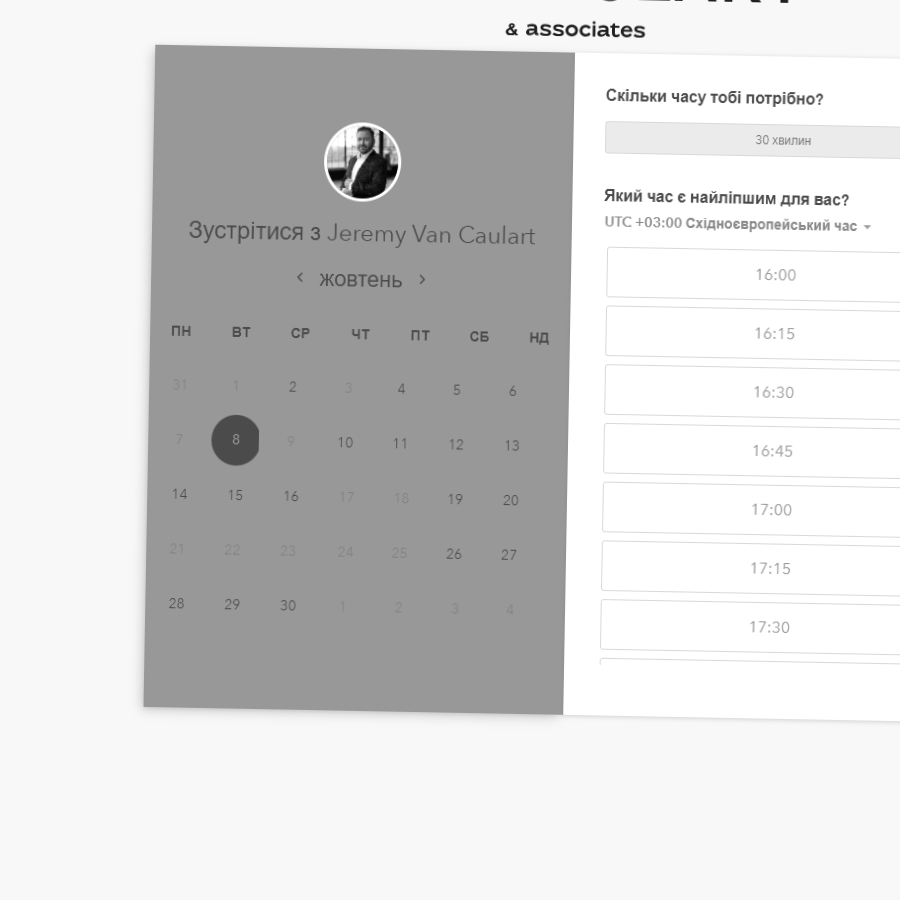 & associates
Зустрітися з Jeremy Van Caulart
жовтень
ПН ВТ СР ЧТ ПТ СБ НД
31 1 2 3 4 5 6
7 8 9 10 11 12 13
14 15 16 17 18 19 20
21 22 23 24 25 26 27
28 29 30 1 2 3 4
Скільки часу тобі потрібно?
30 хвилин
Який час є найліпшим для вас?
UTC +03:00 Східноєвропейський час
16:00
16:15
16:30
16:45
17:00
17:15
17:30